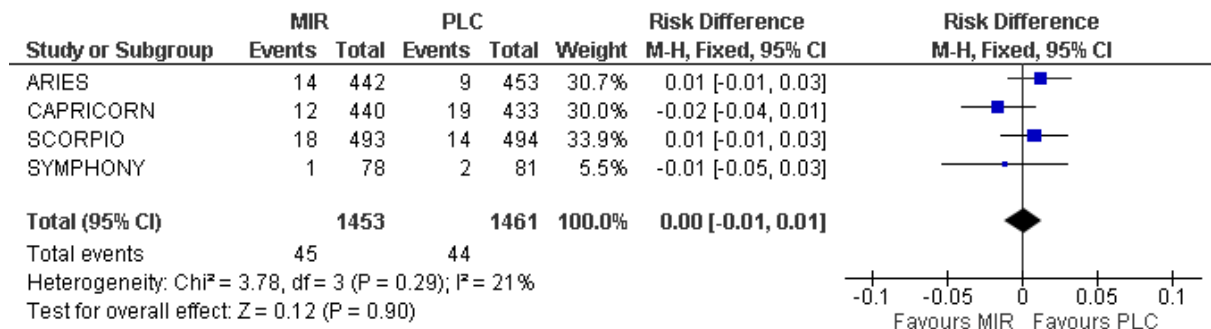 MIR PLC Risk Difference Risk Difference
Study or Subgroup Events Total Events Total Weight M-H, Fixed, 95% CI M-H, Fixed, 95% CI
ARIES 14 442 9 453 30.7% 0.01 [-0.01, 0.03]
CAPRICORN 12 440 19 433 30.0% -0.02 [-0.04, 0.01]
SCORPIO 18 493 14 494 33.9% 0.01 [-0.01, 0.03]
SYMPHONY 1 78 2 81 5.5% -0.01 [-0.05, 0.03]
Total (95% CI) 1453 1461 100.0% 0.00 [-0.01, 0.01]
Total events 45 44
Heterogeneity: Chi² = 3.78, df = 3 (P = 0.29); I² = 21%
Test for overall effect: Z = 0.12 (P = 0.90)
-0.1 -0.05 0 0.05 0.1
Favours MIR Favours PLC